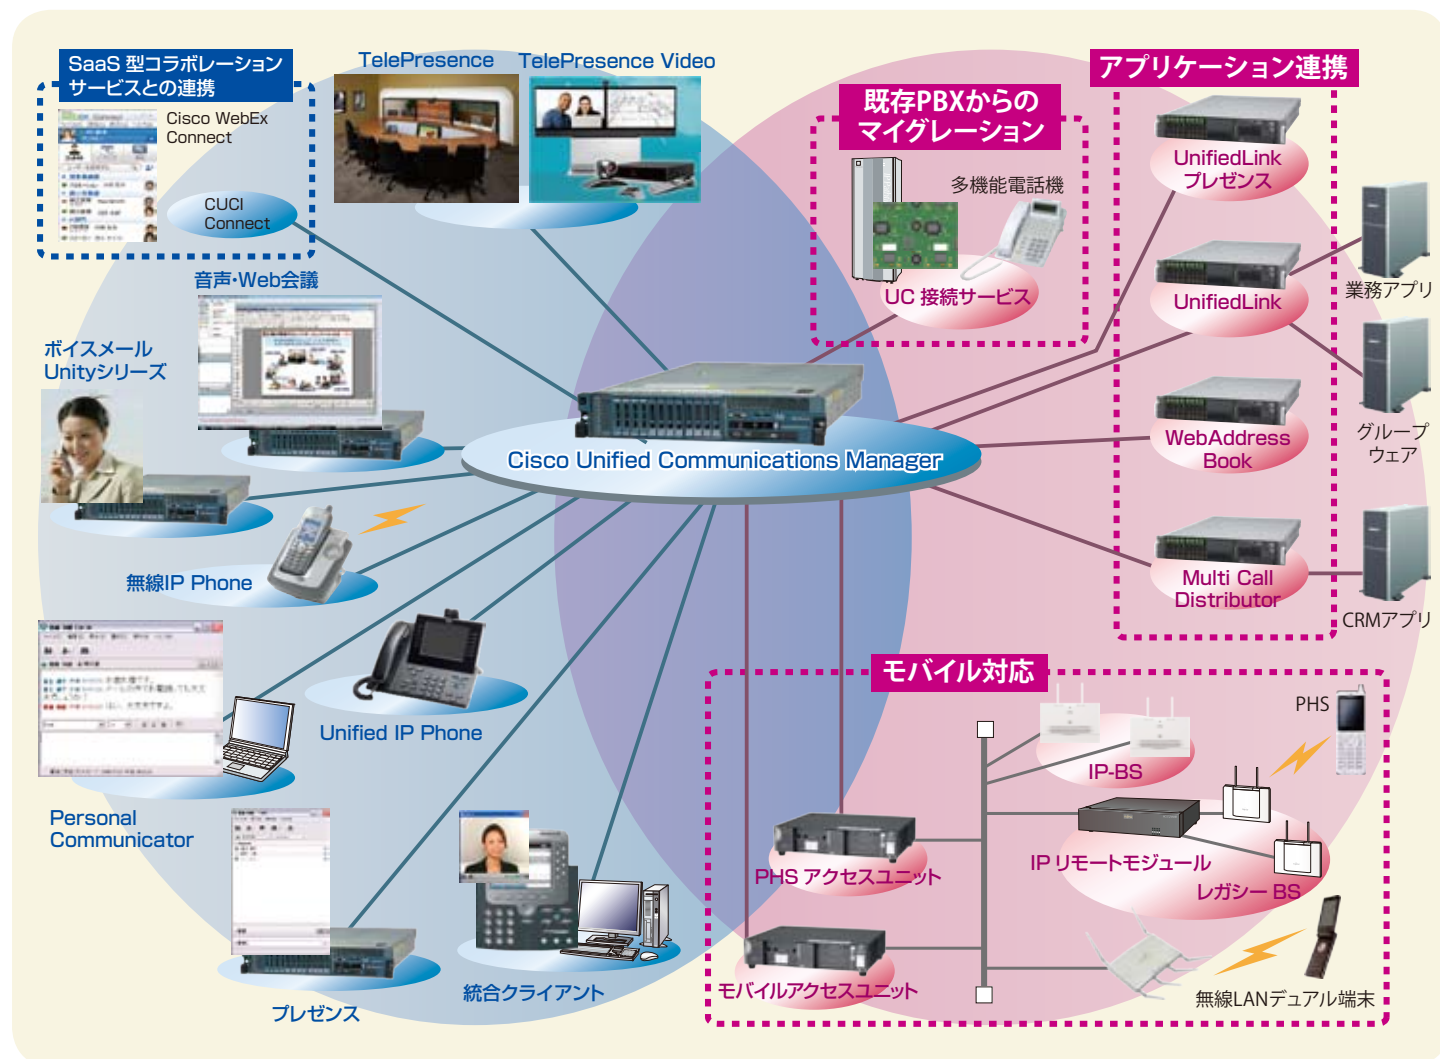 SaaS 型コラボレーション
サービスとの連携
Cisco WebEx
Connect
CUCI
Connect
TelePresence
TelePresence Video
既存PBXからの
マイグレーション
多機能電話機
UC 接続サービス
アプリケーション連携
UnifiedLink
プレゼンス
UnifiedLink
WebAddress
Book
Multi Call
Distributor
業務アプリ
グループ
ウェア
CRMアプリ
音声・Web会議
ボイスメール
Unityシリーズ
Cisco Unified Communications Manager
無線IP Phone
Unified IP Phone
Personal
Communicator
プレゼンス
統合クライアント
モバイル対応
PHS
IP-BS
IP リモートモジュール
レガシー BS
PHS アクセスユニット
モバイルアクセスユニット
無線LANデュアル端末